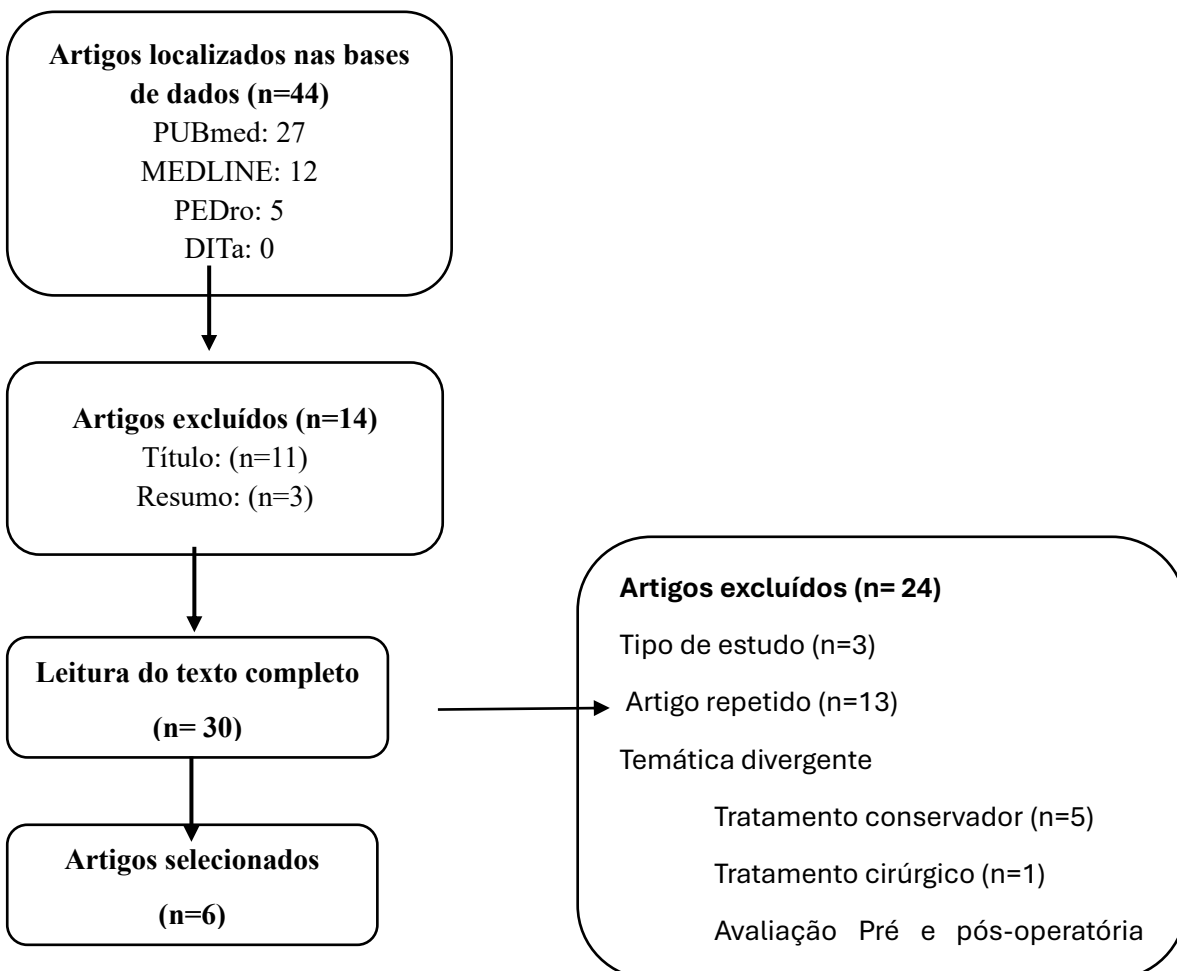 Artigos localizados nas bases
de dados (n=44)
PUBmed: 27
MEDLINE: 12
PEDro: 5
DITa: 0
Artigos excluídos (n=14)
Título: (n=11)
Resumo: (n=3)
Leitura do texto completo
(n= 30)
Artigos excluídos (n= 24)
Tipo de estudo (n=3)
Artigo repetido (n=13)
Temática divergente
Tratamento conservador (n=5)
Tratamento cirúrgico (n=1)
Avaliação Pré e pós-operatória
Artigos selecionados
(n=6)